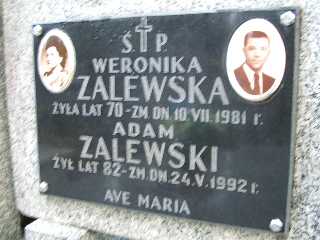 Ś. P.
WERONIKA
ZALEWSKA
ŻYŁA LAT 70-ZM. DN. 10.VII.1981 r.
ADAM
ZALEWSKI
ŻYŁ LAT 82-ZM. DN. 24.V.1992 r.
AVE MARIA